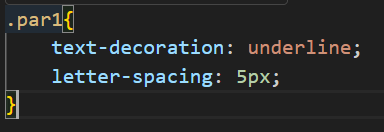 .par1{
    text-decoration: underline;
    letter-spacing: 5px;
}